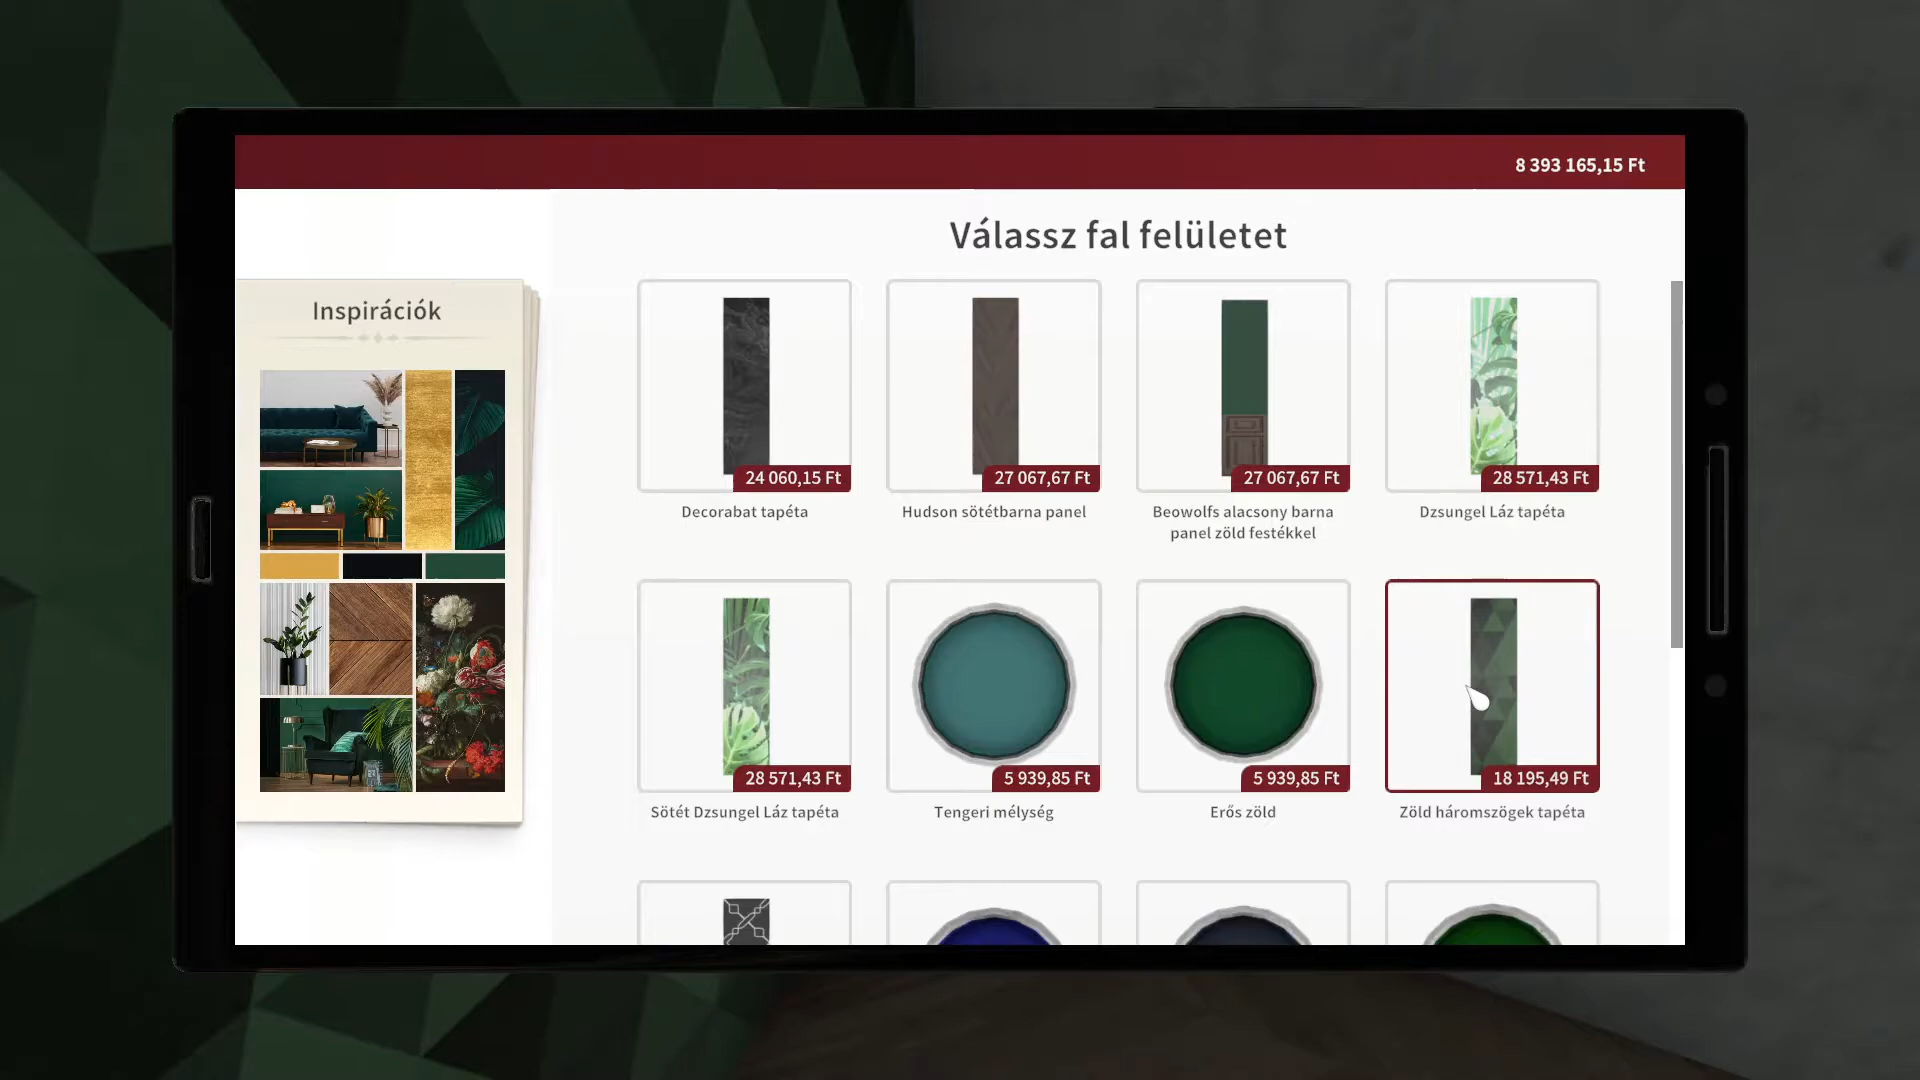 8 393 165,15 Ft
Válassz fal felületet
Inspirációk
24 060,15 Ft
27 067,67 Ft
27 067,67 Ft
28 571,43 Ft
Decorabat tapéta
Hudson sötétbarna panel
Beowolfs alacsony barna
panel zöld festékkel
Dzsungel Láz tapéta
28 571,43 Ft
5 939,85 Ft
5 939,85 Ft
18 195,49 Ft
Sötét Dzsungel Láz tapéta
Tengeri mélység
Erős zöld
Zöld háromszögek tapéta